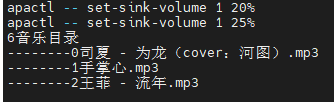 apactl -- set-sink-volume 1 20%
apactl -- set-sink-volume 1 25%
6音乐目录
--------0司夏 - 为龙（cover：河图）.mp3
--------1手掌心.mp3
--------2王菲 - 流年.mp3